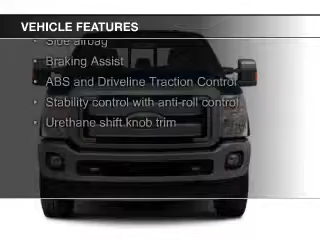 VEHICLE FEATURES
• Side airbag
• Braking Assist
• ABS and Driveline Traction Control
• Stability control with anti-roll control
• Urethane shift knob trim